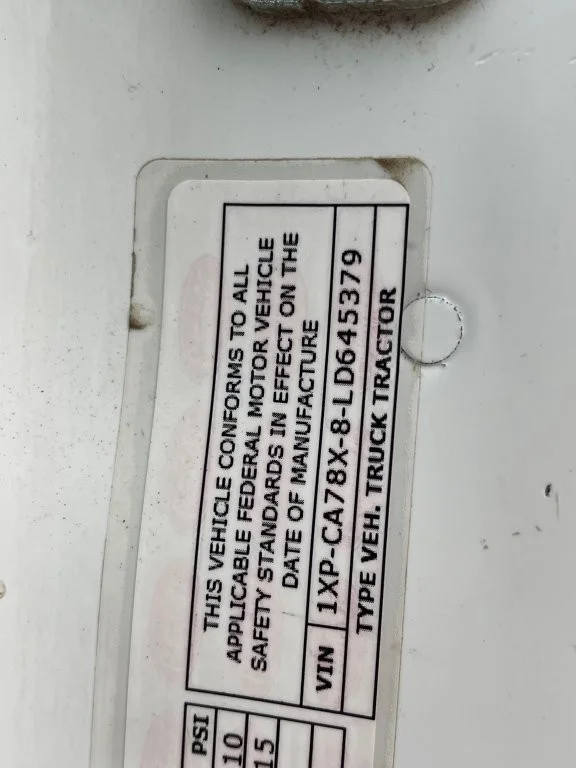 THIS VEHICLE CONFORMS TO ALL
APPLICABLE FEDERAL MOTOR VEHICLE
SAFETY STANDARDS IN EFFECT ON THE
DATE OF MANUFACTURE
VIN 1XP-CA78X-8-LD645379
TYPE VEH. TRUCK TRACTOR
PSI
10
15